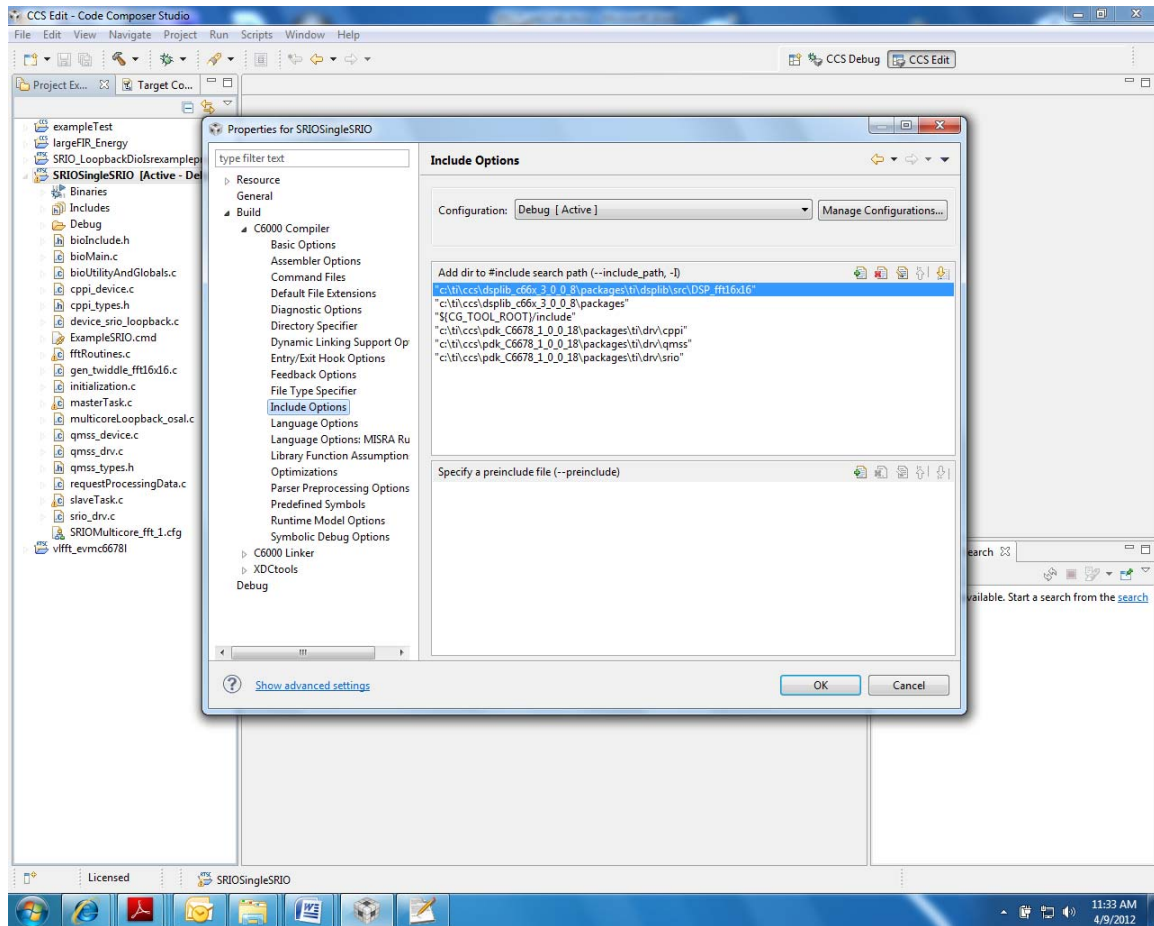 CCS Edit - Code Composer Studio
File Edit View Navigate Project Run Scripts Window Help
CCS Debug CCS Edit
Project Ex... Target Co...
exampleTest
largeFIR_Energy
SRIO_LoopbackDioIsrexamplepr
SRIOSingleSRIO [Active - Del
Binaries
Includes
Debug
bioInclude.h
bioMain.c
bioUtilityAndGlobals.c
cppi_device.c
cppi_types.h
device_srio_loopback.c
ExampleSRIO.cmd
fftRoutines.c
gen_twiddle_fft16x16.c
initialization.c
masterTask.c
multicoreLoopback_osal.c
qmss_device.c
qmss_drv.c
qmss_types.h
requestProcessingData.c
slaveTask.c
srio_drv.c
SRIOMulticore_fft_1.cfg
vlfft_evmc6678l
Properties for SRIOSingleSRIO
type filter text
Resource
General
Build
C6000 Compiler
Basic Options
Assembler Options
Command Files
Default File Extensions
Diagnostic Options
Directory Specifier
Dynamic Linking Support Op
Entry/Exit Hook Options
Feedback Options
File Type Specifier
Include Options
Language Options
Language Options: MISRA Ru
Library Function Assumption
Optimizations
Parser Preprocessing Options
Predefined Symbols
Runtime Model Options
Symbolic Debug Options
C6000 Linker
XDCtools
Debug
Include Options
Configuration: Debug [ Active ] Manage Configurations...
Add dir to #include search path (--include_path, -I)
"c:\ti\ccs\dsplib_c66x_3_0_0_8\packages\ti\dsplib\src\DSP_fft16x16"
"c:\ti\ccs\dsplib_c66x_3_0_0_8\packages"
"${CG_TOOL_ROOT}/include"
"c:\ti\ccs\pdk_C6678_1_0_0_18\packages\ti\drv\cppi"
"c:\ti\ccs\pdk_C6678_1_0_0_18\packages\ti\drv\qmss"
"c:\ti\ccs\pdk_C6678_1_0_0_18\packages\ti\drv\srio"
Specify a preinclude file (--preinclude)
Show advanced settings
OK Cancel
earch
vailable. Start a search from the search
Licensed SRIOSingleSRIO
11:33 AM
4/9/2012